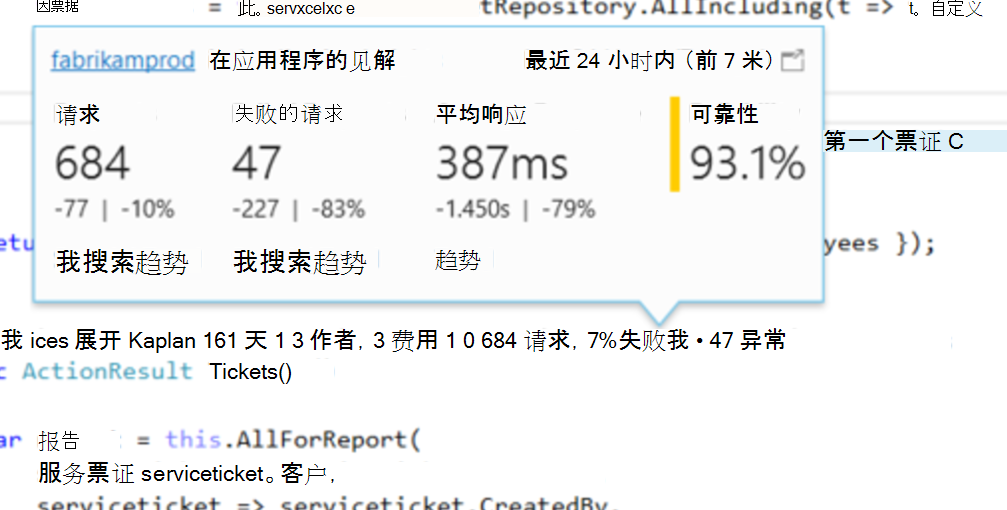 因票据 = 此。servxcelxc e tRepository.AllIncluding(t => t。自定义
fabrikamprod 在应用程序的见解 最近 24 小时内（前 7 米）
请求 失败的请求 平均响应 可靠性
684 47 387ms 93.1%
第一个票证 C
-77 | -10% -227 | -83% -1.450s | -79%
etu yees });
我搜索趋势 我搜索趋势 趋势
我 ices 展开 Kaplan 161 天 1 3 作者，3 费用 1 0 684 请求，7%失败我 • 47 异常
c ActionResult Tickets()
ar 报告 = this.AllForReport(
服务票证 serviceticket。客户，
serviceticket => serviceticket.CreatedBy,